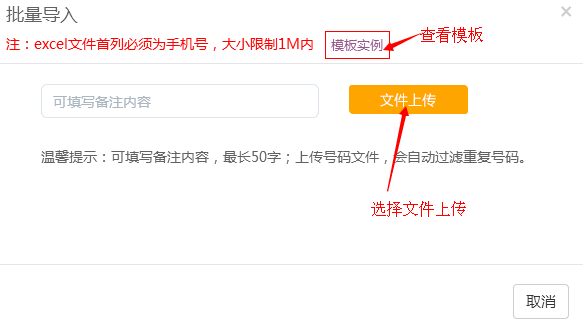 批量导入 ×
注：excel文件首列必须为手机号，大小限制1M内 模板实例 查看模板
可填写备注内容 文件上传
温馨提示：可填写备注内容，最长50字；上传号码文件，会自动过滤重复号码。
选择文件上传
取消